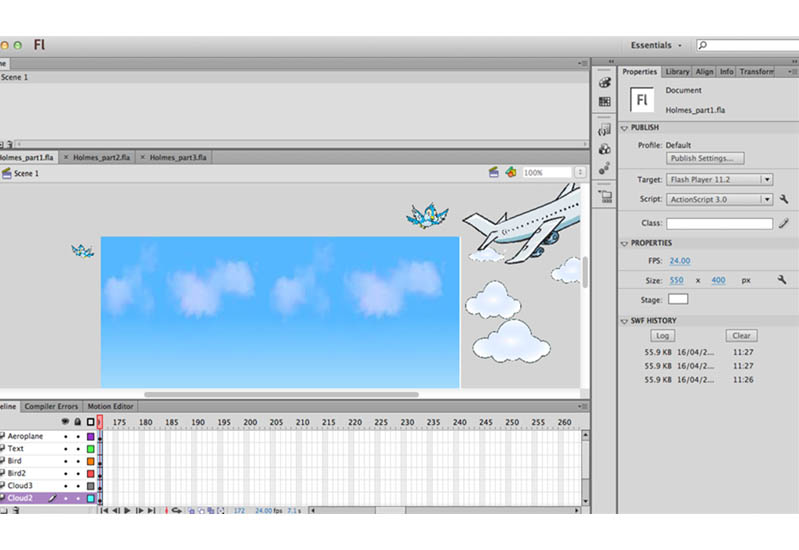 Fl Essentials
Scene 1
Holmes_part1.fla × Holmes_part2.fla × Holmes_part3.fla
Scene 1 100%
Properties Library Align Info Transform
Fl Document
Holmes_part1.fla
PUBLISH
Profile: Default
Publish Settings...
Target: Flash Player 11.2
Script: ActionScript 3.0
Class:
PROPERTIES
FPS: 24.00
Size: 550 x 400 px
Stage:
SWF HISTORY
Log Clear
55.9 KB 16/04/2... 11:27
55.9 KB 16/04/2... 11:27
55.9 KB 16/04/2... 11:26
eline Compiler Errors Motion Editor
175 180 185 190 195 200 205 210 215 220 225 230 235 240 245 250 255 260
Aeroplane
Text
Bird
Bird2
Cloud3
Cloud2
172 24.00 fps 7.1 s